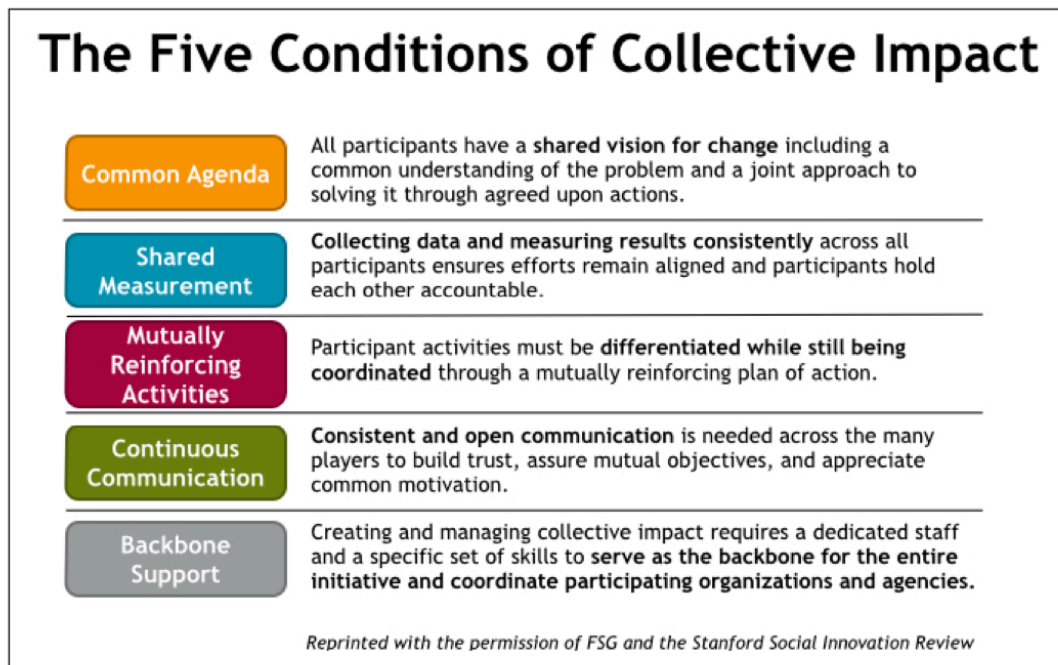 The Five Conditions of Collective Impact
Common Agenda
All participants have a shared vision for change including a
common understanding of the problem and a joint approach to
solving it through agreed upon actions.
Shared
Measurement
Collecting data and measuring results consistently across all
participants ensures efforts remain aligned and participants hold
each other accountable.
Mutually
Reinforcing
Activities
Participant activities must be differentiated while still being
coordinated through a mutually reinforcing plan of action.
Continuous
Communication
Consistent and open communication is needed across the many
players to build trust, assure mutual objectives, and appreciate
common motivation.
Backbone
Support
Creating and managing collective impact requires a dedicated staff
and a specific set of skills to serve as the backbone for the entire
initiative and coordinate participating organizations and agencies.
Reprinted with the permission of FSG and the Stanford Social Innovation Review